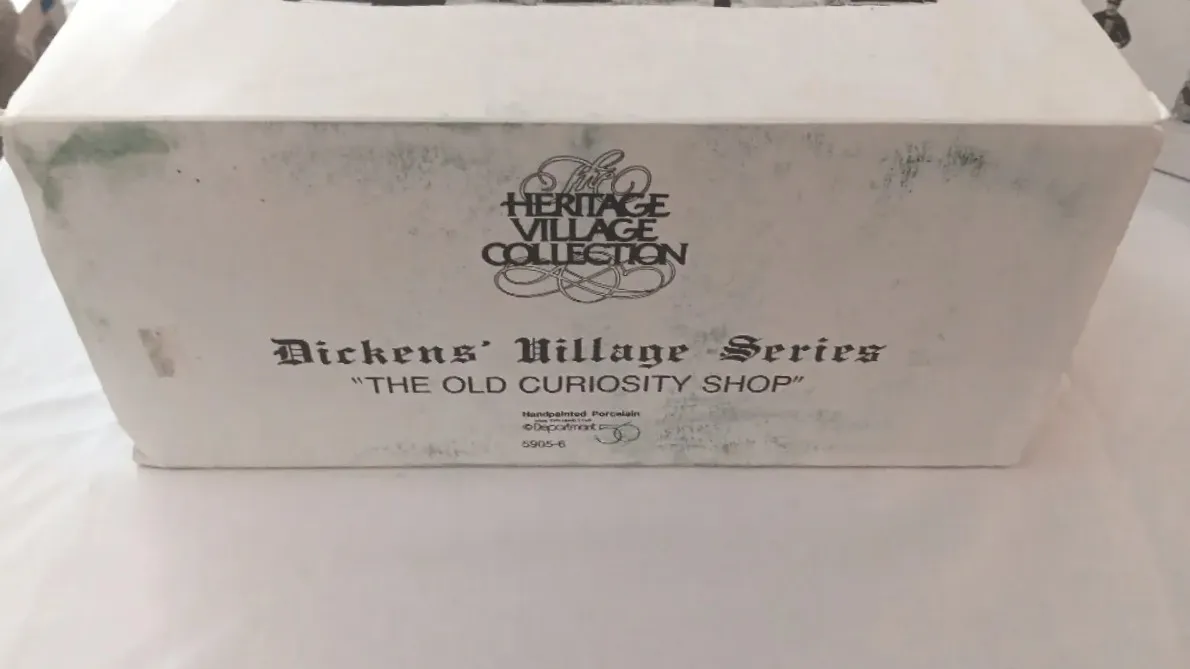 The
HERITAGE
VILLAGE
COLLECTION
Dickens' Village Series
"THE OLD CURIOSITY SHOP"
Handpainted Porcelain
©Department 56
5905-6